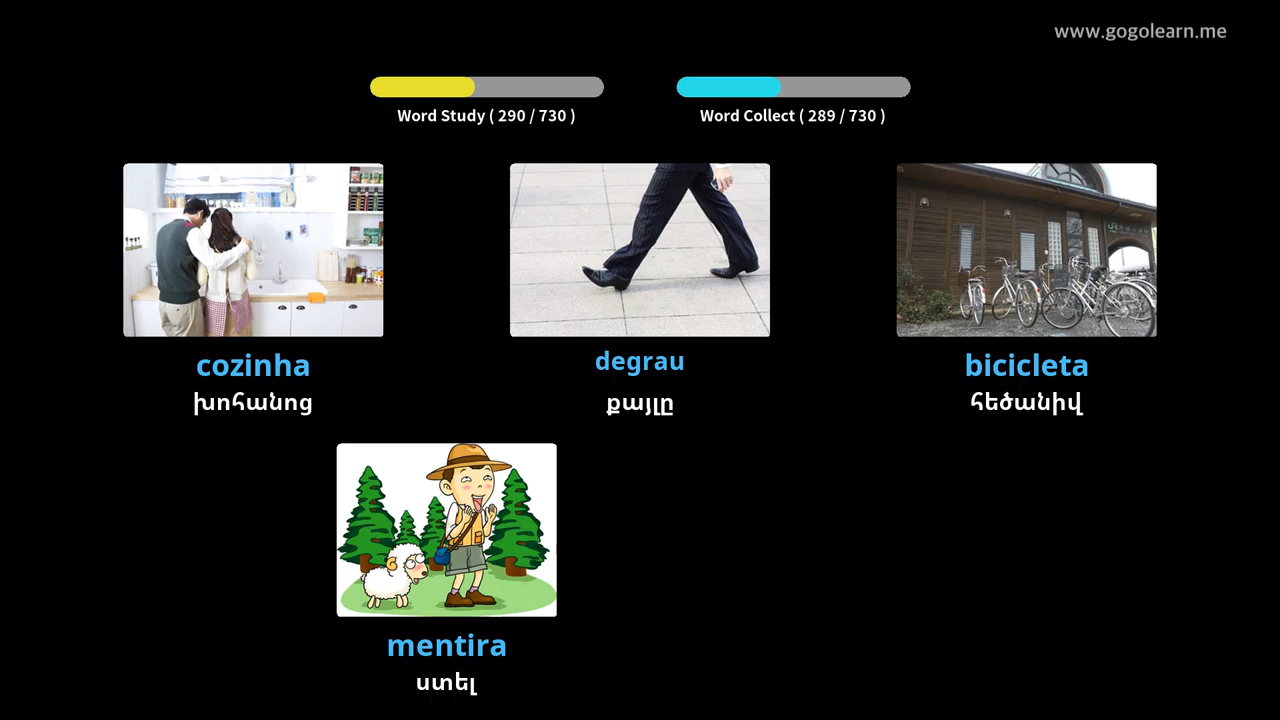 www.gogolearn.me
Word Study ( 290 / 730 )
Word Collect ( 289 / 730 )
cozinha
խոհանոց
degrau
քայլը
bicicleta
հեծանիվ
mentira
ստել